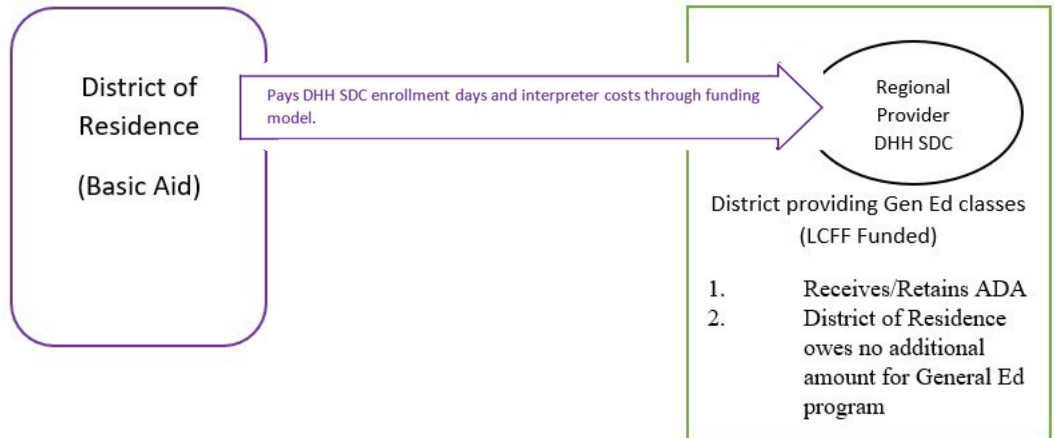 District of
Residence
(Basic Aid)
Pays DHH SDC enrollment days and interpreter costs through funding
model.
Regional
Provider
DHH SDC
District providing Gen Ed classes
(LCFF Funded)
1. Receives/Retains ADA
2. District of Residence
owes no additional
amount for General Ed
program